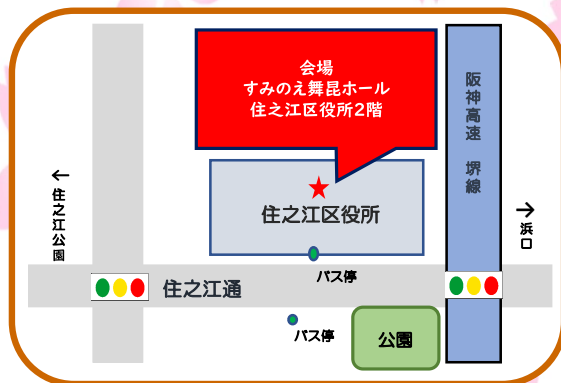 会場
すみのえ舞昆ホール
住之江区役所2階
阪神高速 堺線
←住之江公園
住之江区役所
→浜口
バス停
住之江通
バス停
公園